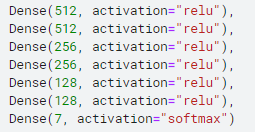 Dense(512, activation="relu"),
Dense(512, activation="relu"),
Dense(256, activation="relu"),
Dense(256, activation="relu"),
Dense(128, activation="relu"),
Dense(128, activation="relu"),
Dense(7, activation="softmax")